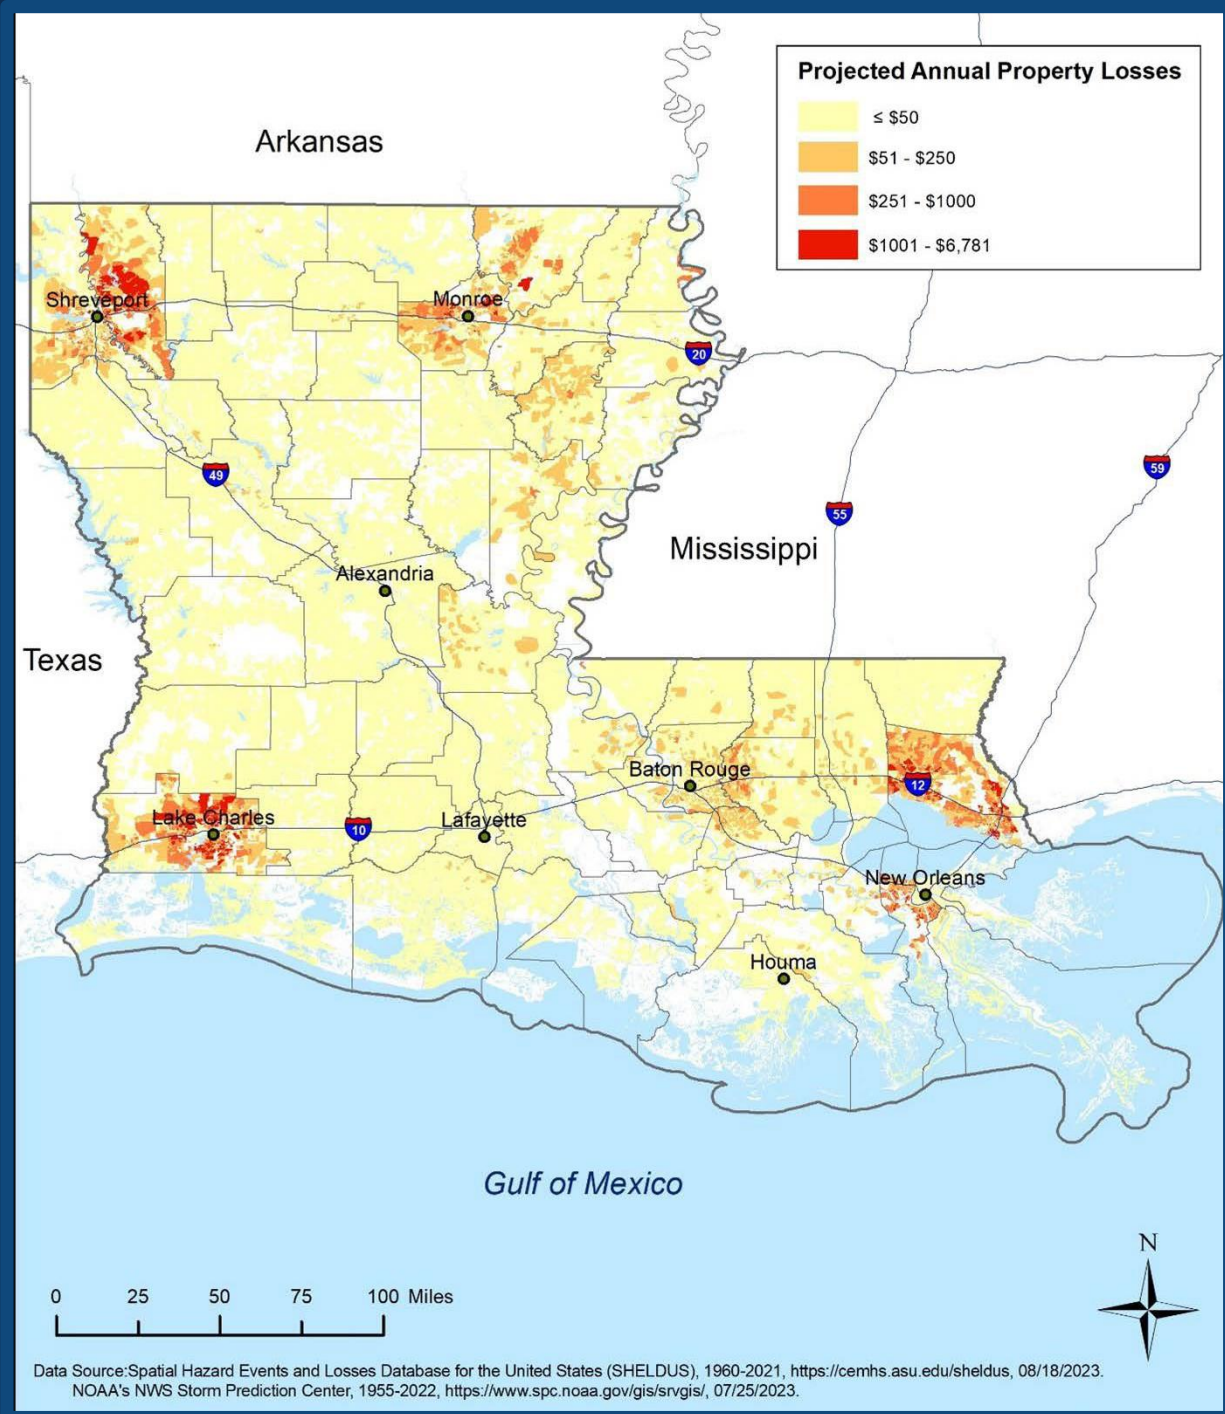 Projected Annual Property Losses
≤ $50
$51 - $250
$251 - $1000
$1001 - $6,781
Arkansas
Shreveport
Monroe
20
49
55
59
Mississippi
Alexandria
Texas
Baton Rouge
12
Lake Charles
10
Lafayette
New Orleans
Houma
Gulf of Mexico
N
0 25 50 75 100 Miles
Data Source:Spatial Hazard Events and Losses Database for the United States (SHELDUS), 1960-2021, https://cemhs.asu.edu/sheldus, 08/18/2023.
NOAA's NWS Storm Prediction Center, 1955-2022, https://www.spc.noaa.gov/gis/svrgis/, 07/25/2023.